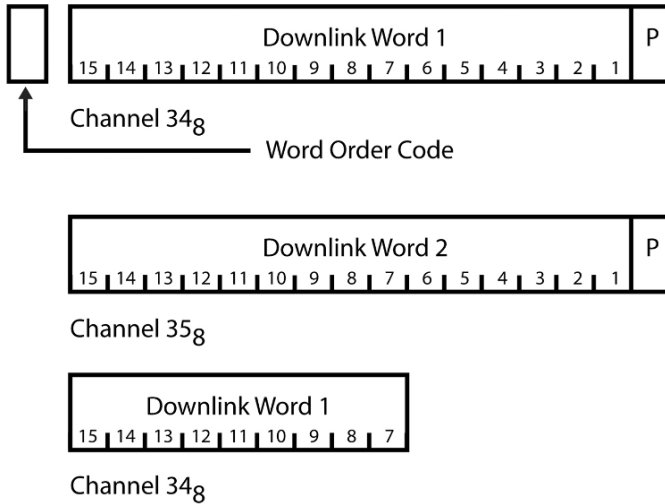 Downlink Word 1 P
15 14 13 12 11 10 9 8 7 6 5 4 3 2 1
Channel 34₈
Word Order Code
Downlink Word 2 P
15 14 13 12 11 10 9 8 7 6 5 4 3 2 1
Channel 35₈
Downlink Word 1
15 14 13 12 11 10 9 8 7
Channel 34₈